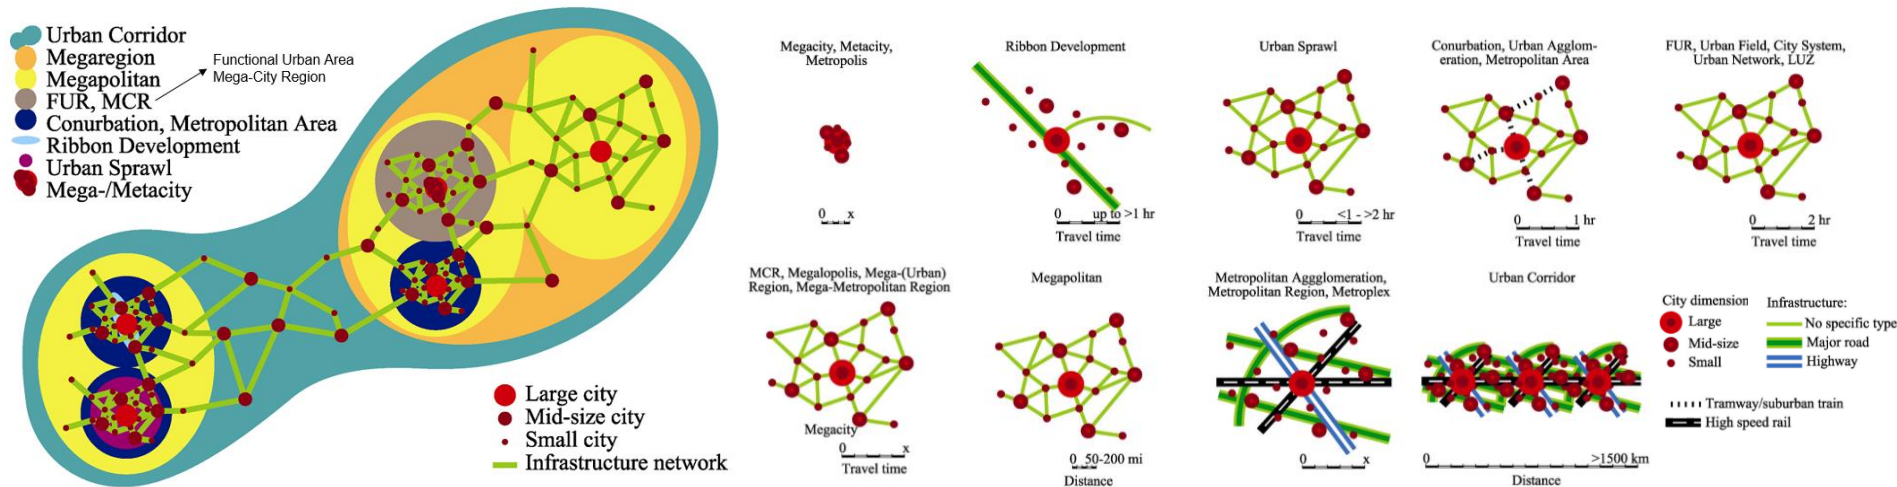 Urban Corridor
Megaregion
Megapolitan
FUR, MCR
Conurbation, Metropolitan Area
Ribbon Development
Urban Sprawl
Mega-/Metacity
Functional Urban Area
Mega-City Region
Large city
Mid-size city
Small city
Infrastructure network
Megacity, Metacity,
Metropolis
0 x
Ribbon Development
0 up to >1 hr
Travel time
Urban Sprawl
0 <1 - >2 hr
Travel time
Conurbation, Urban Agglom-
eration, Metropolitan Area
0 1 hr
Travel time
FUR, Urban Field, City System,
Urban Network, LUZ
0 2 hr
Travel time
MCR, Megalopolis, Mega-(Urban)
Region, Mega-Metropolitan Region
Megacity
0 x
Travel time
Megapolitan
0 50-200 mi
Distance
Metropolitan Aggglomeration,
Metropolitan Region, Metroplex
0 x
Urban Corridor
0 >1500 km
Distance
City dimension
Large
Mid-size
Small
Infrastructure:
No specific type
Major road
Highway
Tramway/suburban train
High speed rail